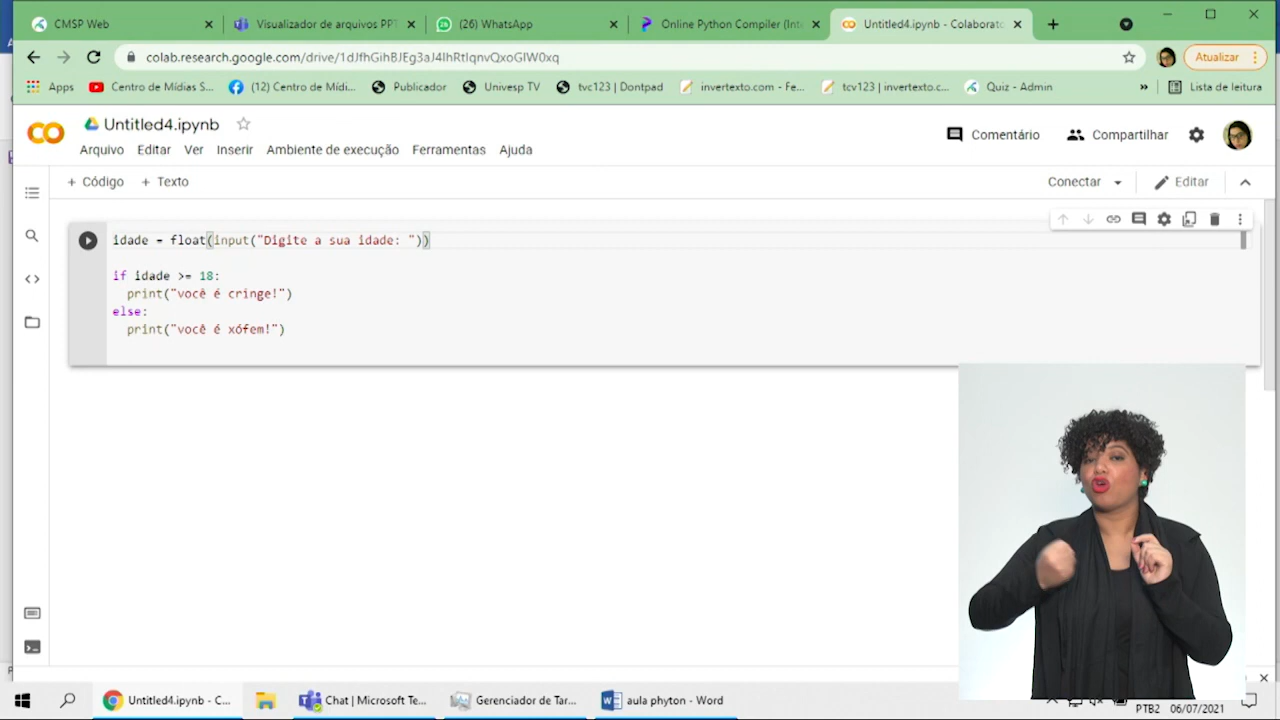 CMSP Web
Visualizador de arquivos PPT
(26) WhatsApp
Online Python Compiler (Inte
Untitled4.ipynb - Colaborato
colab.research.google.com/drive/1dJfhGihBJEg3aJ4lhRtIqnvQxoGlW0xq
Atualizar
Apps
Centro de Mídias S...
(12) Centro de Mídi...
Publicador
Univesp TV
tvc123 | Dontpad
invertexto.com - Fe...
tcv123 | invertexto.c...
Quiz - Admin
»
Lista de leitura
CO
Untitled4.ipynb
Comentário
Compartilhar
Arquivo Editar Ver Inserir Ambiente de execução Ferramentas Ajuda
+ Código + Texto
Conectar
Editar
idade = float(input("Digite a sua idade: "))
if idade >= 18:
print("você é cringe!")
else:
print("você é xófem!")
Untitled4.ipynb - C...
Chat | Microsoft Te...
Gerenciador de Tar...
aula phyton - Word
PTB2 06/07/2021